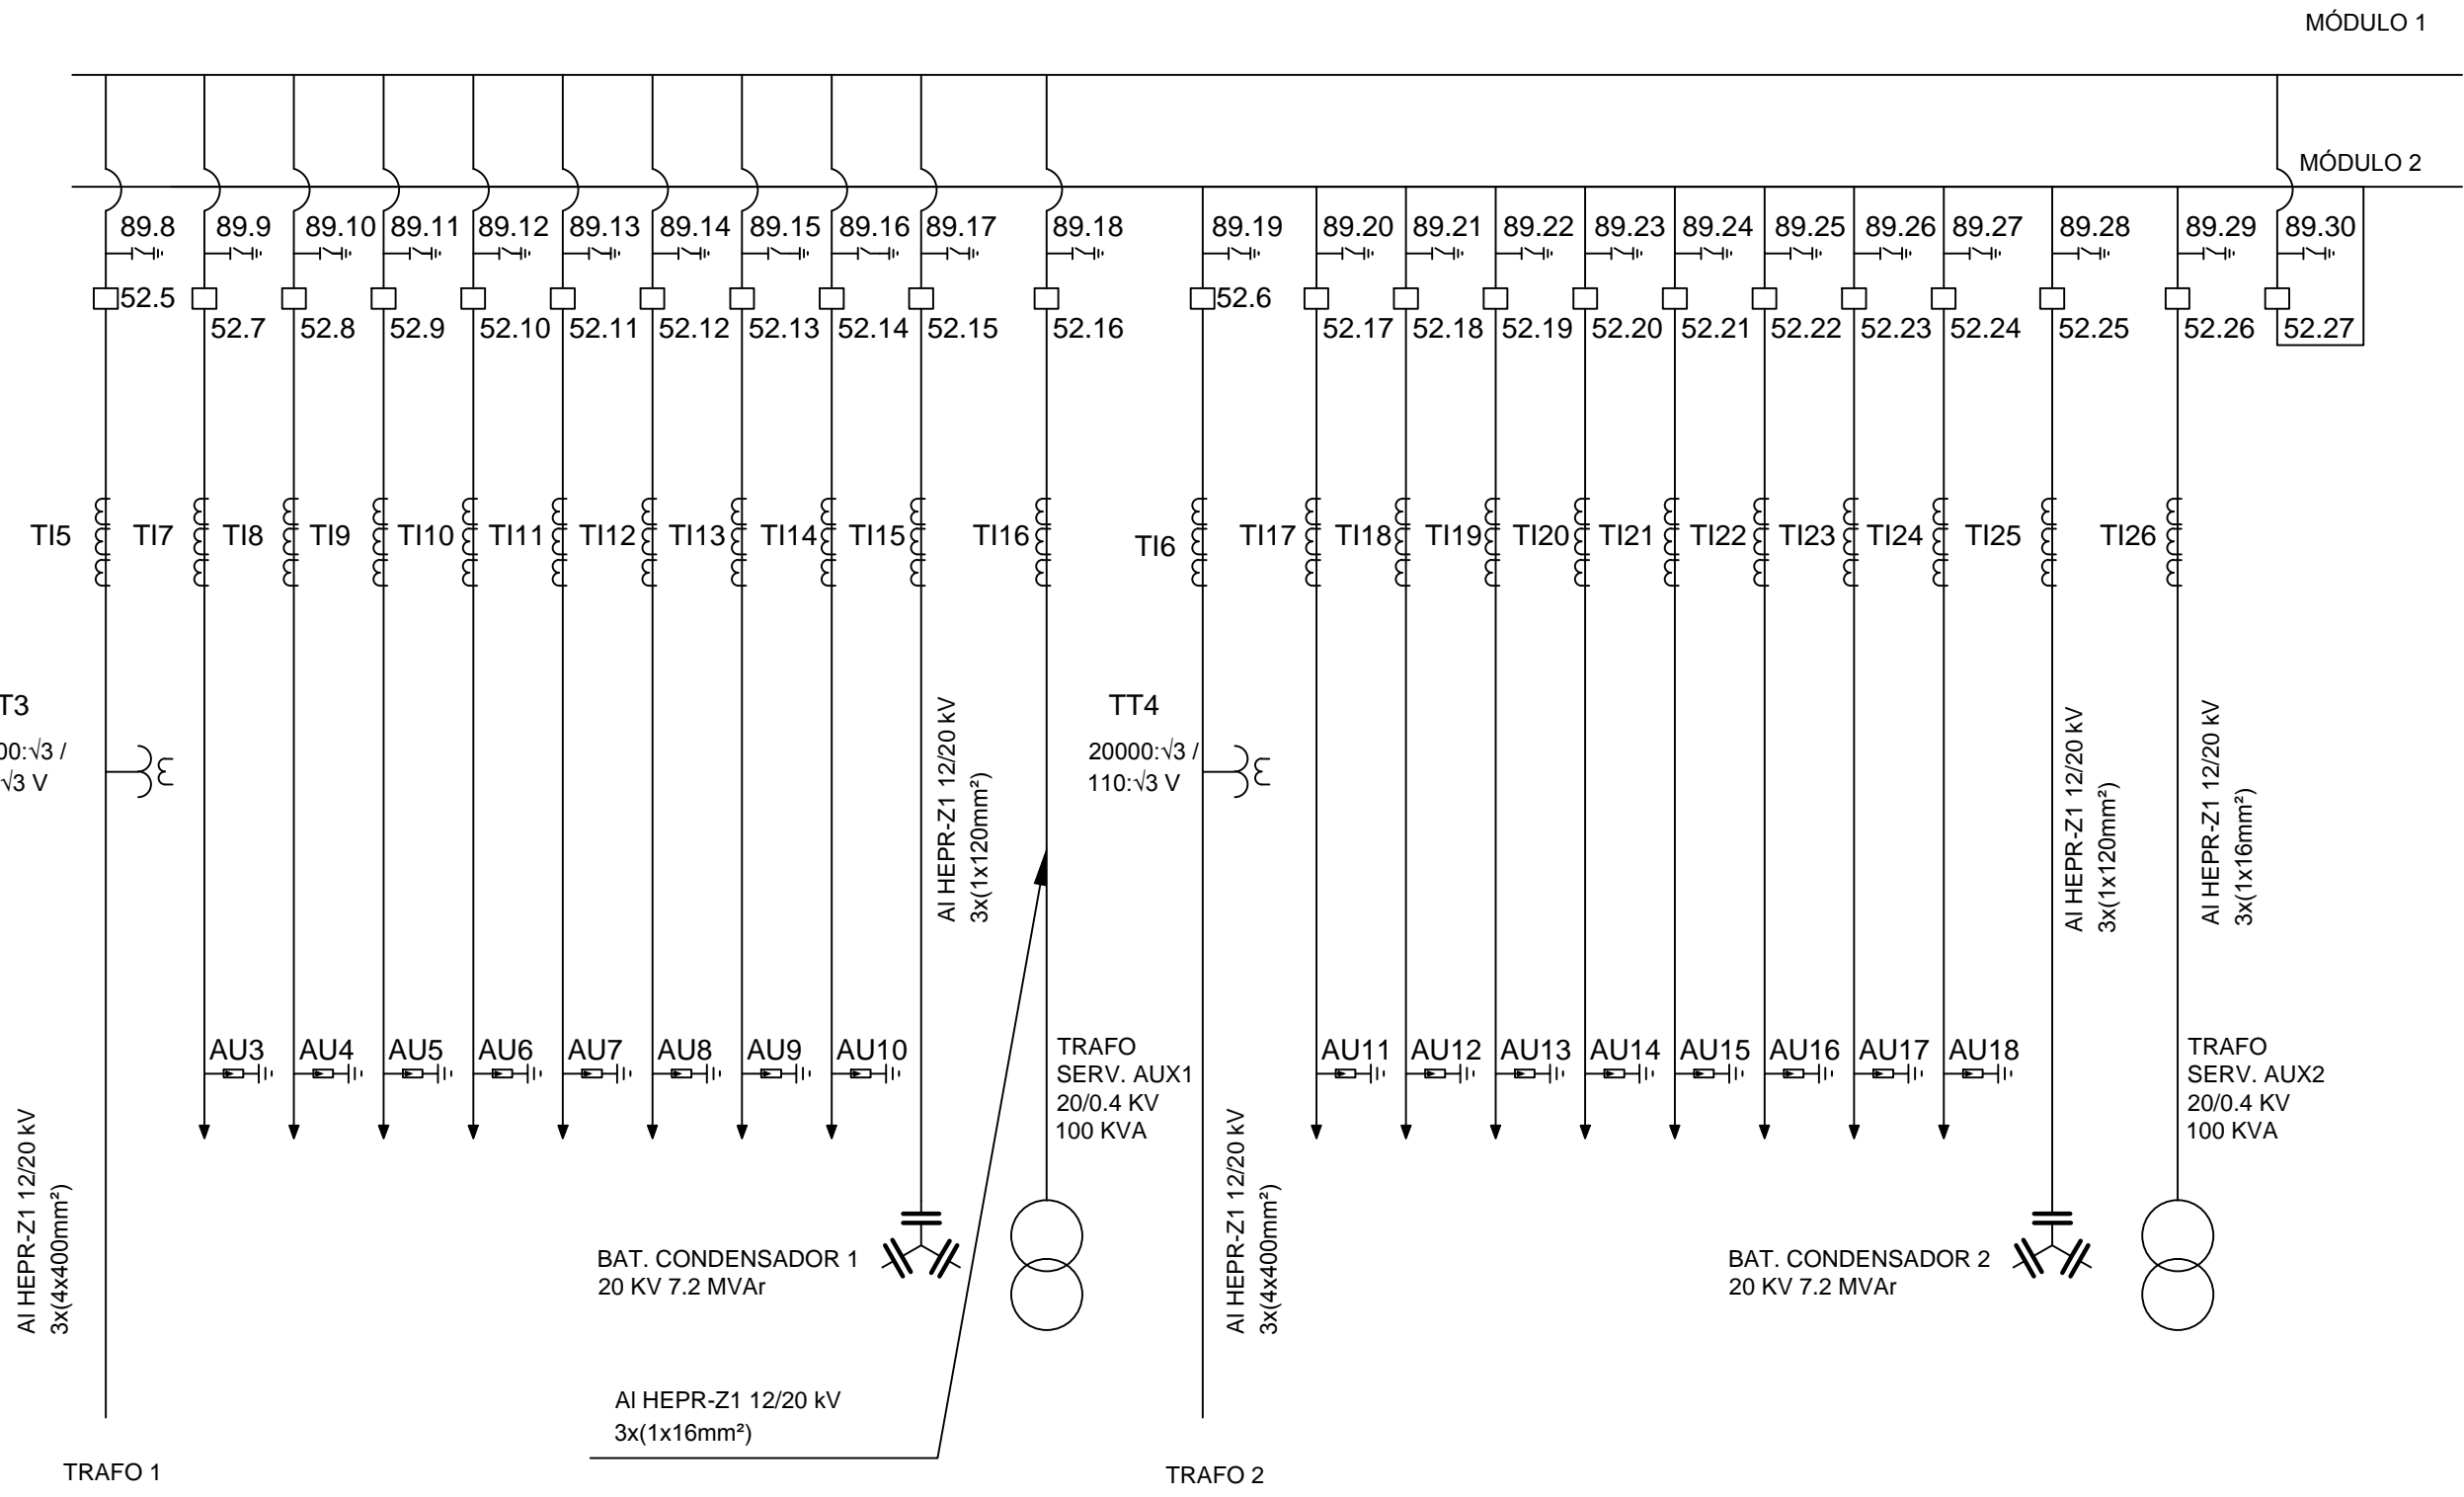 MÓDULO 1
MÓDULO 2
89.8 89.9 89.10 89.11 89.12 89.13 89.14 89.15 89.16 89.17 89.18 89.19 89.20 89.21 89.22 89.23 89.24 89.25 89.26 89.27 89.28 89.29 89.30
52.5 52.6
52.7 52.8 52.9 52.10 52.11 52.12 52.13 52.14 52.15 52.16 52.17 52.18 52.19 52.20 52.21 52.22 52.23 52.24 52.25 52.26 52.27
TI5 TI7 TI8 TI9 TI10 TI11 TI12 TI13 TI14 TI15 TI16 TI6 TI17 TI18 TI19 TI20 TI21 TI22 TI23 TI24 TI25 TI26
T3
00:√3 /
√3 V
TT4
20000:√3 /
110:√3 V
Al HEPR-Z1 12/20 kV
3x(1x120mm²)
Al HEPR-Z1 12/20 kV
3x(1x120mm²)
Al HEPR-Z1 12/20 kV
3x(1x16mm²)
AU3 AU4 AU5 AU6 AU7 AU8 AU9 AU10 AU11 AU12 AU13 AU14 AU15 AU16 AU17 AU18
TRAFO
SERV. AUX1
20/0.4 KV
100 KVA
TRAFO
SERV. AUX2
20/0.4 KV
100 KVA
Al HEPR-Z1 12/20 kV
3x(4x400mm²)
Al HEPR-Z1 12/20 kV
3x(4x400mm²)
BAT. CONDENSADOR 1
20 KV 7.2 MVAr
BAT. CONDENSADOR 2
20 KV 7.2 MVAr
Al HEPR-Z1 12/20 kV
3x(1x16mm²)
TRAFO 1
TRAFO 2